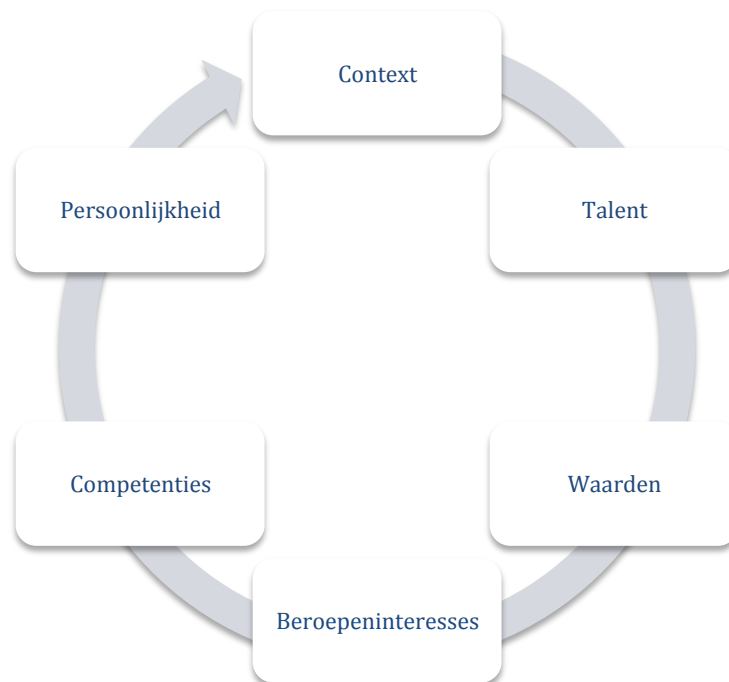 Context
Talent
Waarden
Beroepeninteresses
Competenties
Persoonlijkheid